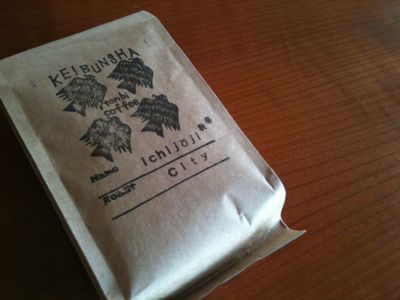 KEIBUNSHA
Tonbi
Coffee
Name Ichijoji
Roast City